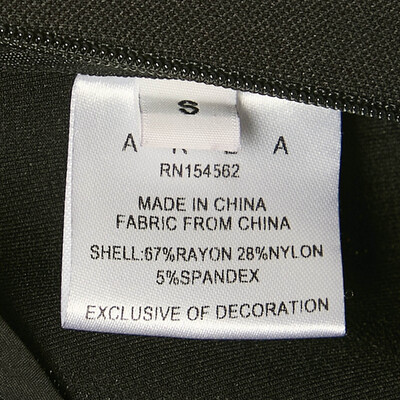 S
A A
RN154562
MADE IN CHINA
FABRIC FROM CHINA
SHELL:67%RAYON 28%NYLON
5%SPANDEX
EXCLUSIVE OF DECORATION